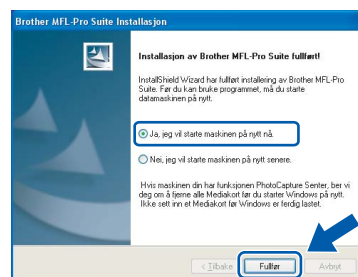 Brother MFL-Pro Suite Installasjon
Installasjon av Brother MFL-Pro Suite fullført!
InstallShield Wizard har fullført installering av Brother MFL-Pro
Suite. Før du kan bruke programmet, må du starte
datamaskinen på nytt.
Ja, jeg vil starte maskinen på nytt nå.
Nei, jeg vil starte maskinen på nytt senere.
Hvis maskinen din har funksjonen PhotoCapture Senter, ber vi
deg om å fjerne alle Mediakort før du starter Windows på nytt.
Ikke sett inn et Mediakort før Windows er ferdig lastet.
< Tilbake Fullfør Avbryt